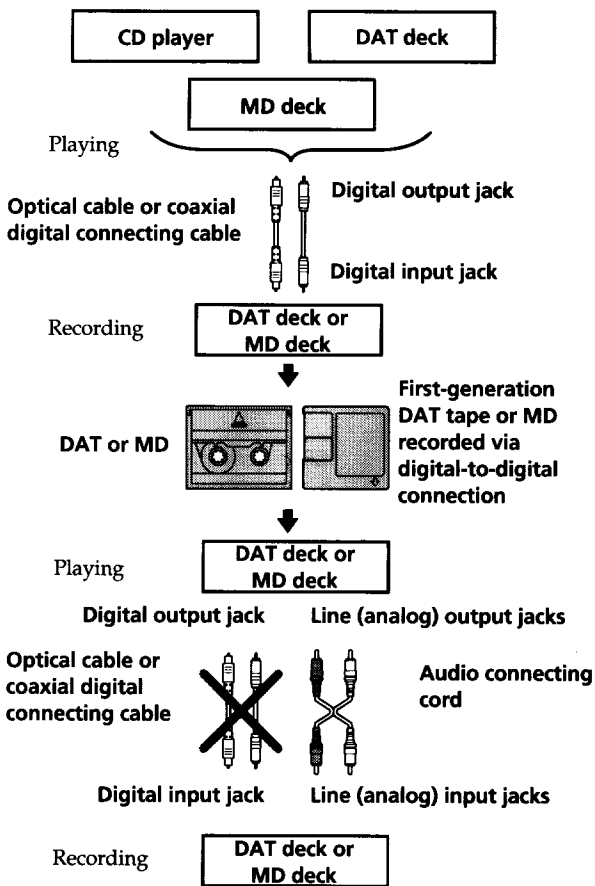 CD player
DAT deck
MD deck
Playing
Optical cable or coaxial
digital connecting cable
Digital output jack
Digital input jack
Recording
DAT deck or
MD deck
DAT or MD
First-generation
DAT tape or MD
recorded via
digital-to-digital
connection
Playing
DAT deck or
MD deck
Digital output jack
Line (analog) output jacks
Optical cable or
coaxial digital
connecting cable
Audio connecting
cord
Digital input jack
Line (analog) input jacks
Recording
DAT deck or
MD deck